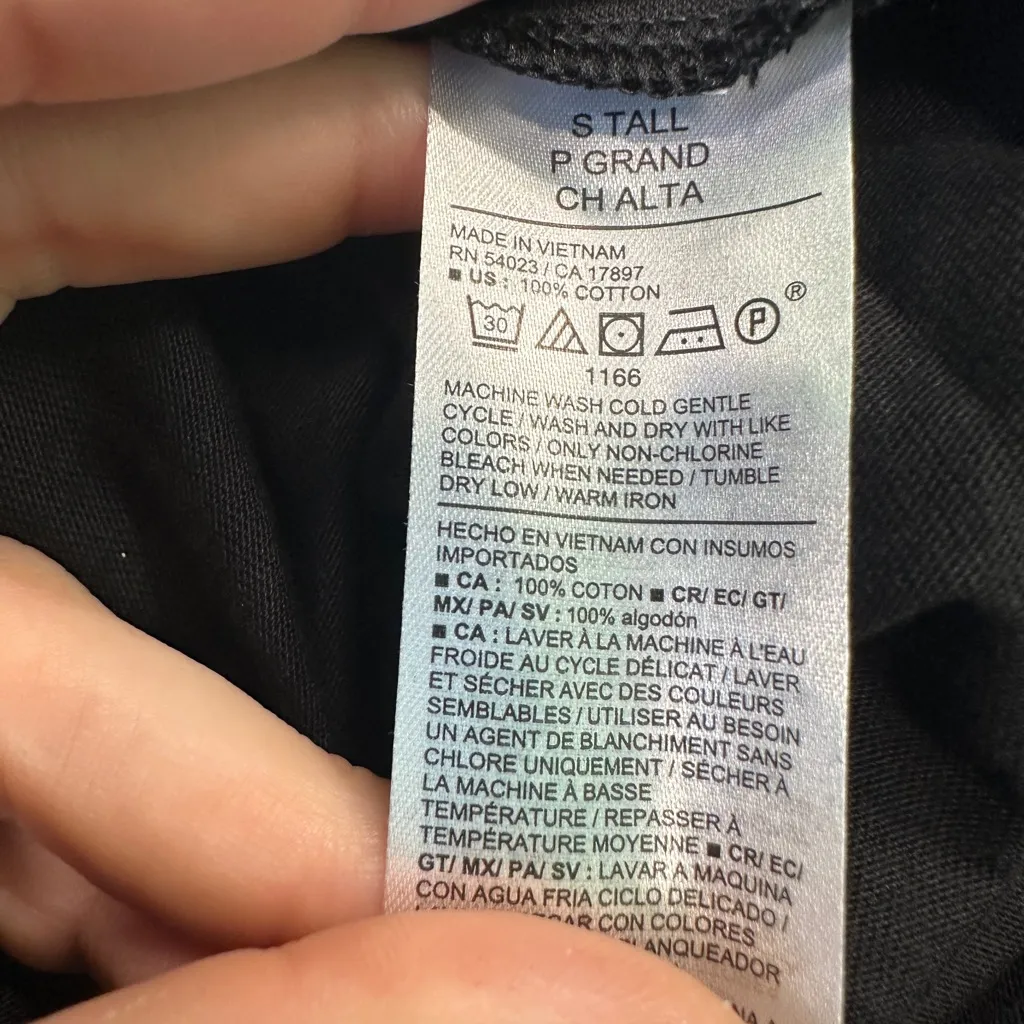 S TALL
P GRAND
CH ALTA
MADE IN VIETNAM
RN 54023 / CA 17897
■ US : 100% COTTON
30 P ®
1166
MACHINE WASH COLD GENTLE
CYCLE / WASH AND DRY WITH LIKE
COLORS / ONLY NON-CHLORINE
BLEACH WHEN NEEDED / TUMBLE
DRY LOW / WARM IRON
HECHO EN VIETNAM CON INSUMOS
IMPORTADOS
■ CA : 100% COTON ■ CR/ EC/ GT/
MX/ PA/ SV : 100% algodón
■ CA : LAVER À LA MACHINE À L'EAU
FROIDE AU CYCLE DÉLICAT / LAVER
ET SÉCHER AVEC DES COULEURS
SEMBLABLES / UTILISER AU BESOIN
UN AGENT DE BLANCHIMENT SANS
CHLORE UNIQUEMENT / SÉCHER À
LA MACHINE À BASSE
TEMPÉRATURE / REPASSER À
TEMPÉRATURE MOYENNE ■ CR/ EC/
GT/ MX/ PA/ SV : LAVAR A MAQUINA
CON AGUA FRIA CICLO DELICADO /
CON COLORES